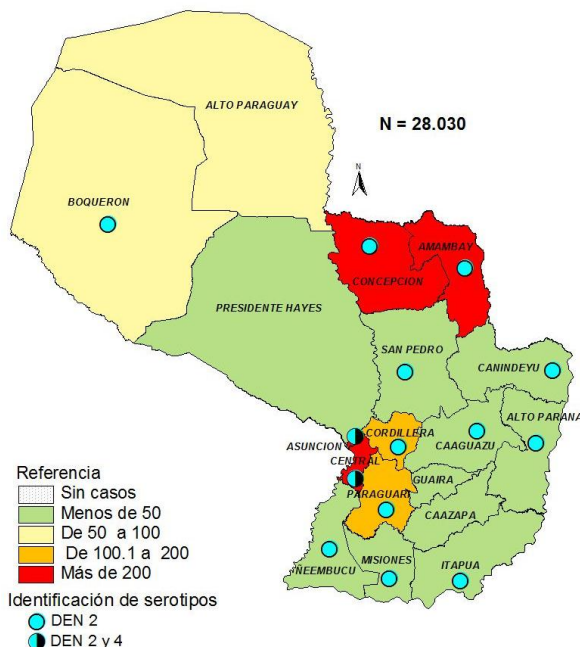 ALTO PARAGUAY
N = 28.030
N
BOQUERON
AMAMBAY
CONCEPCION
PRESIDENTE HAYES
SAN PEDRO
CANINDEYU
ALTO PARANA
CORDILLERA
ASUNCION
CAAGUAZU
CENTRAL
GUAIRA
PARAGUARI
CAAZAPA
MISIONES
ITAPUA
ÑEEMBUCU
Referencia
Sin casos
Menos de 50
De 50 a 100
De 100.1 a 200
Más de 200
Identificación de serotipos
DEN 2
DEN 2 y 4